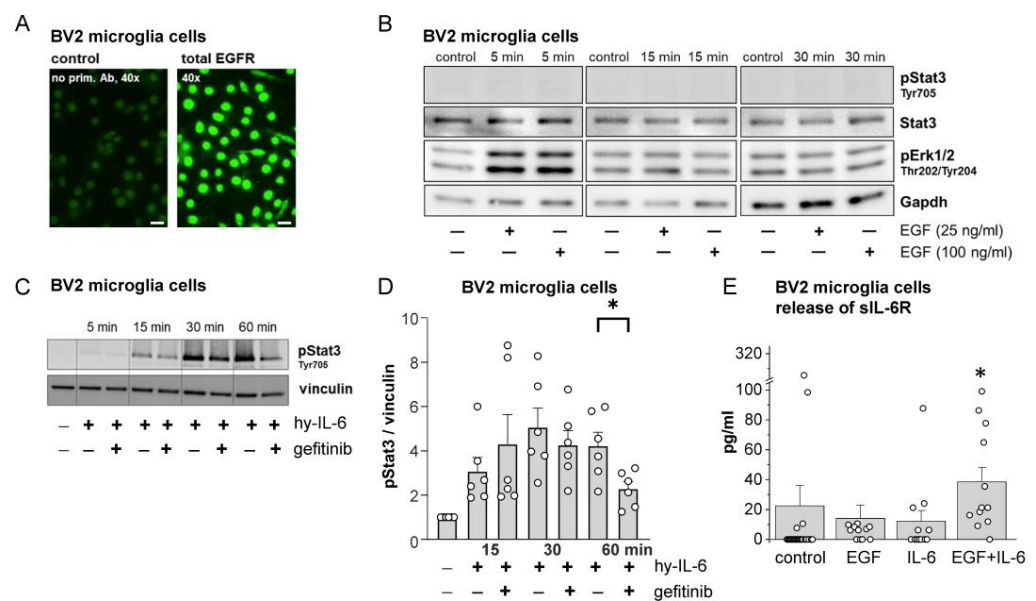 A
BV2 microglia cells
control
total EGFR
no prim. Ab, 40x
40x
B
BV2 microglia cells
control 5 min 5 min control 15 min 15 min control 30 min 30 min
pStat3
Tyr705
Stat3
pErk1/2
Thr202/Tyr204
Gapdh
— + — — + — — + — EGF (25 ng/ml)
— — + — — + — — + EGF (100 ng/ml)
C
BV2 microglia cells
5 min 15 min 30 min 60 min
pStat3
Tyr705
vinculin
– + + + + + + + + hy-IL-6
– – + – + – + – + gefitinib
D
BV2 microglia cells
*
pStat3 / vinculin
10
8
6
4
2
0
15 30 60 min
– + + + + + + hy-IL-6
– – + – + – + gefitinib
E
BV2 microglia cells
release of sIL-6R
*
pg/ml
320
100
80
60
40
20
0
control EGF IL-6 EGF+IL-6